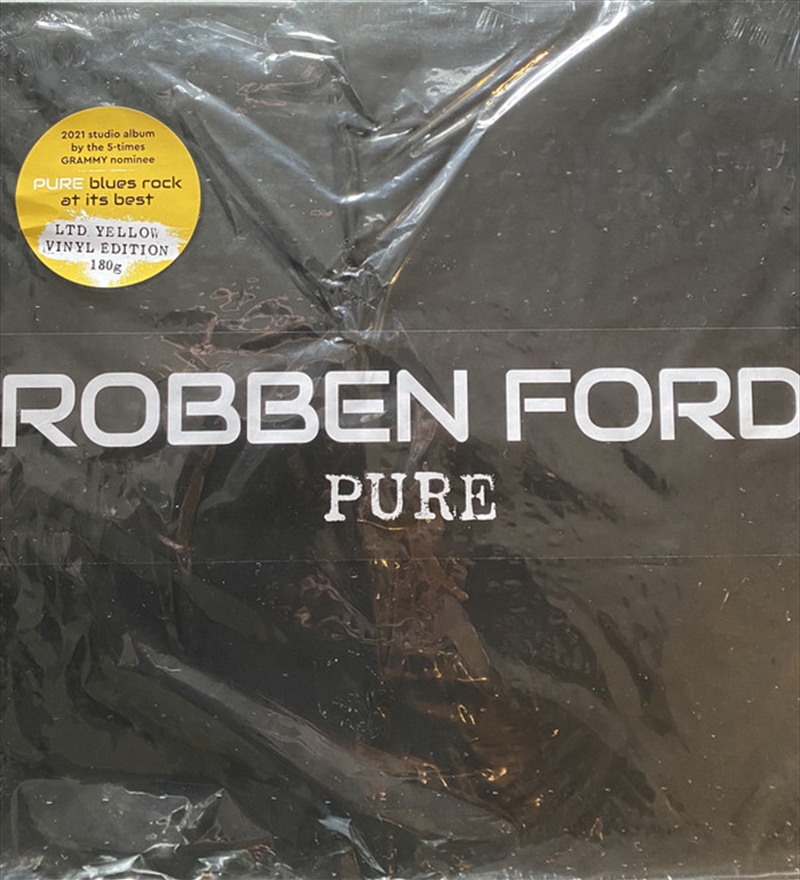 2021 studio album
by the 5-times
GRAMMY nominee
PURE blues rock
at its best
LTD. YELLOW
VINYL EDITION
180g
ROBBEN FORD
PURE